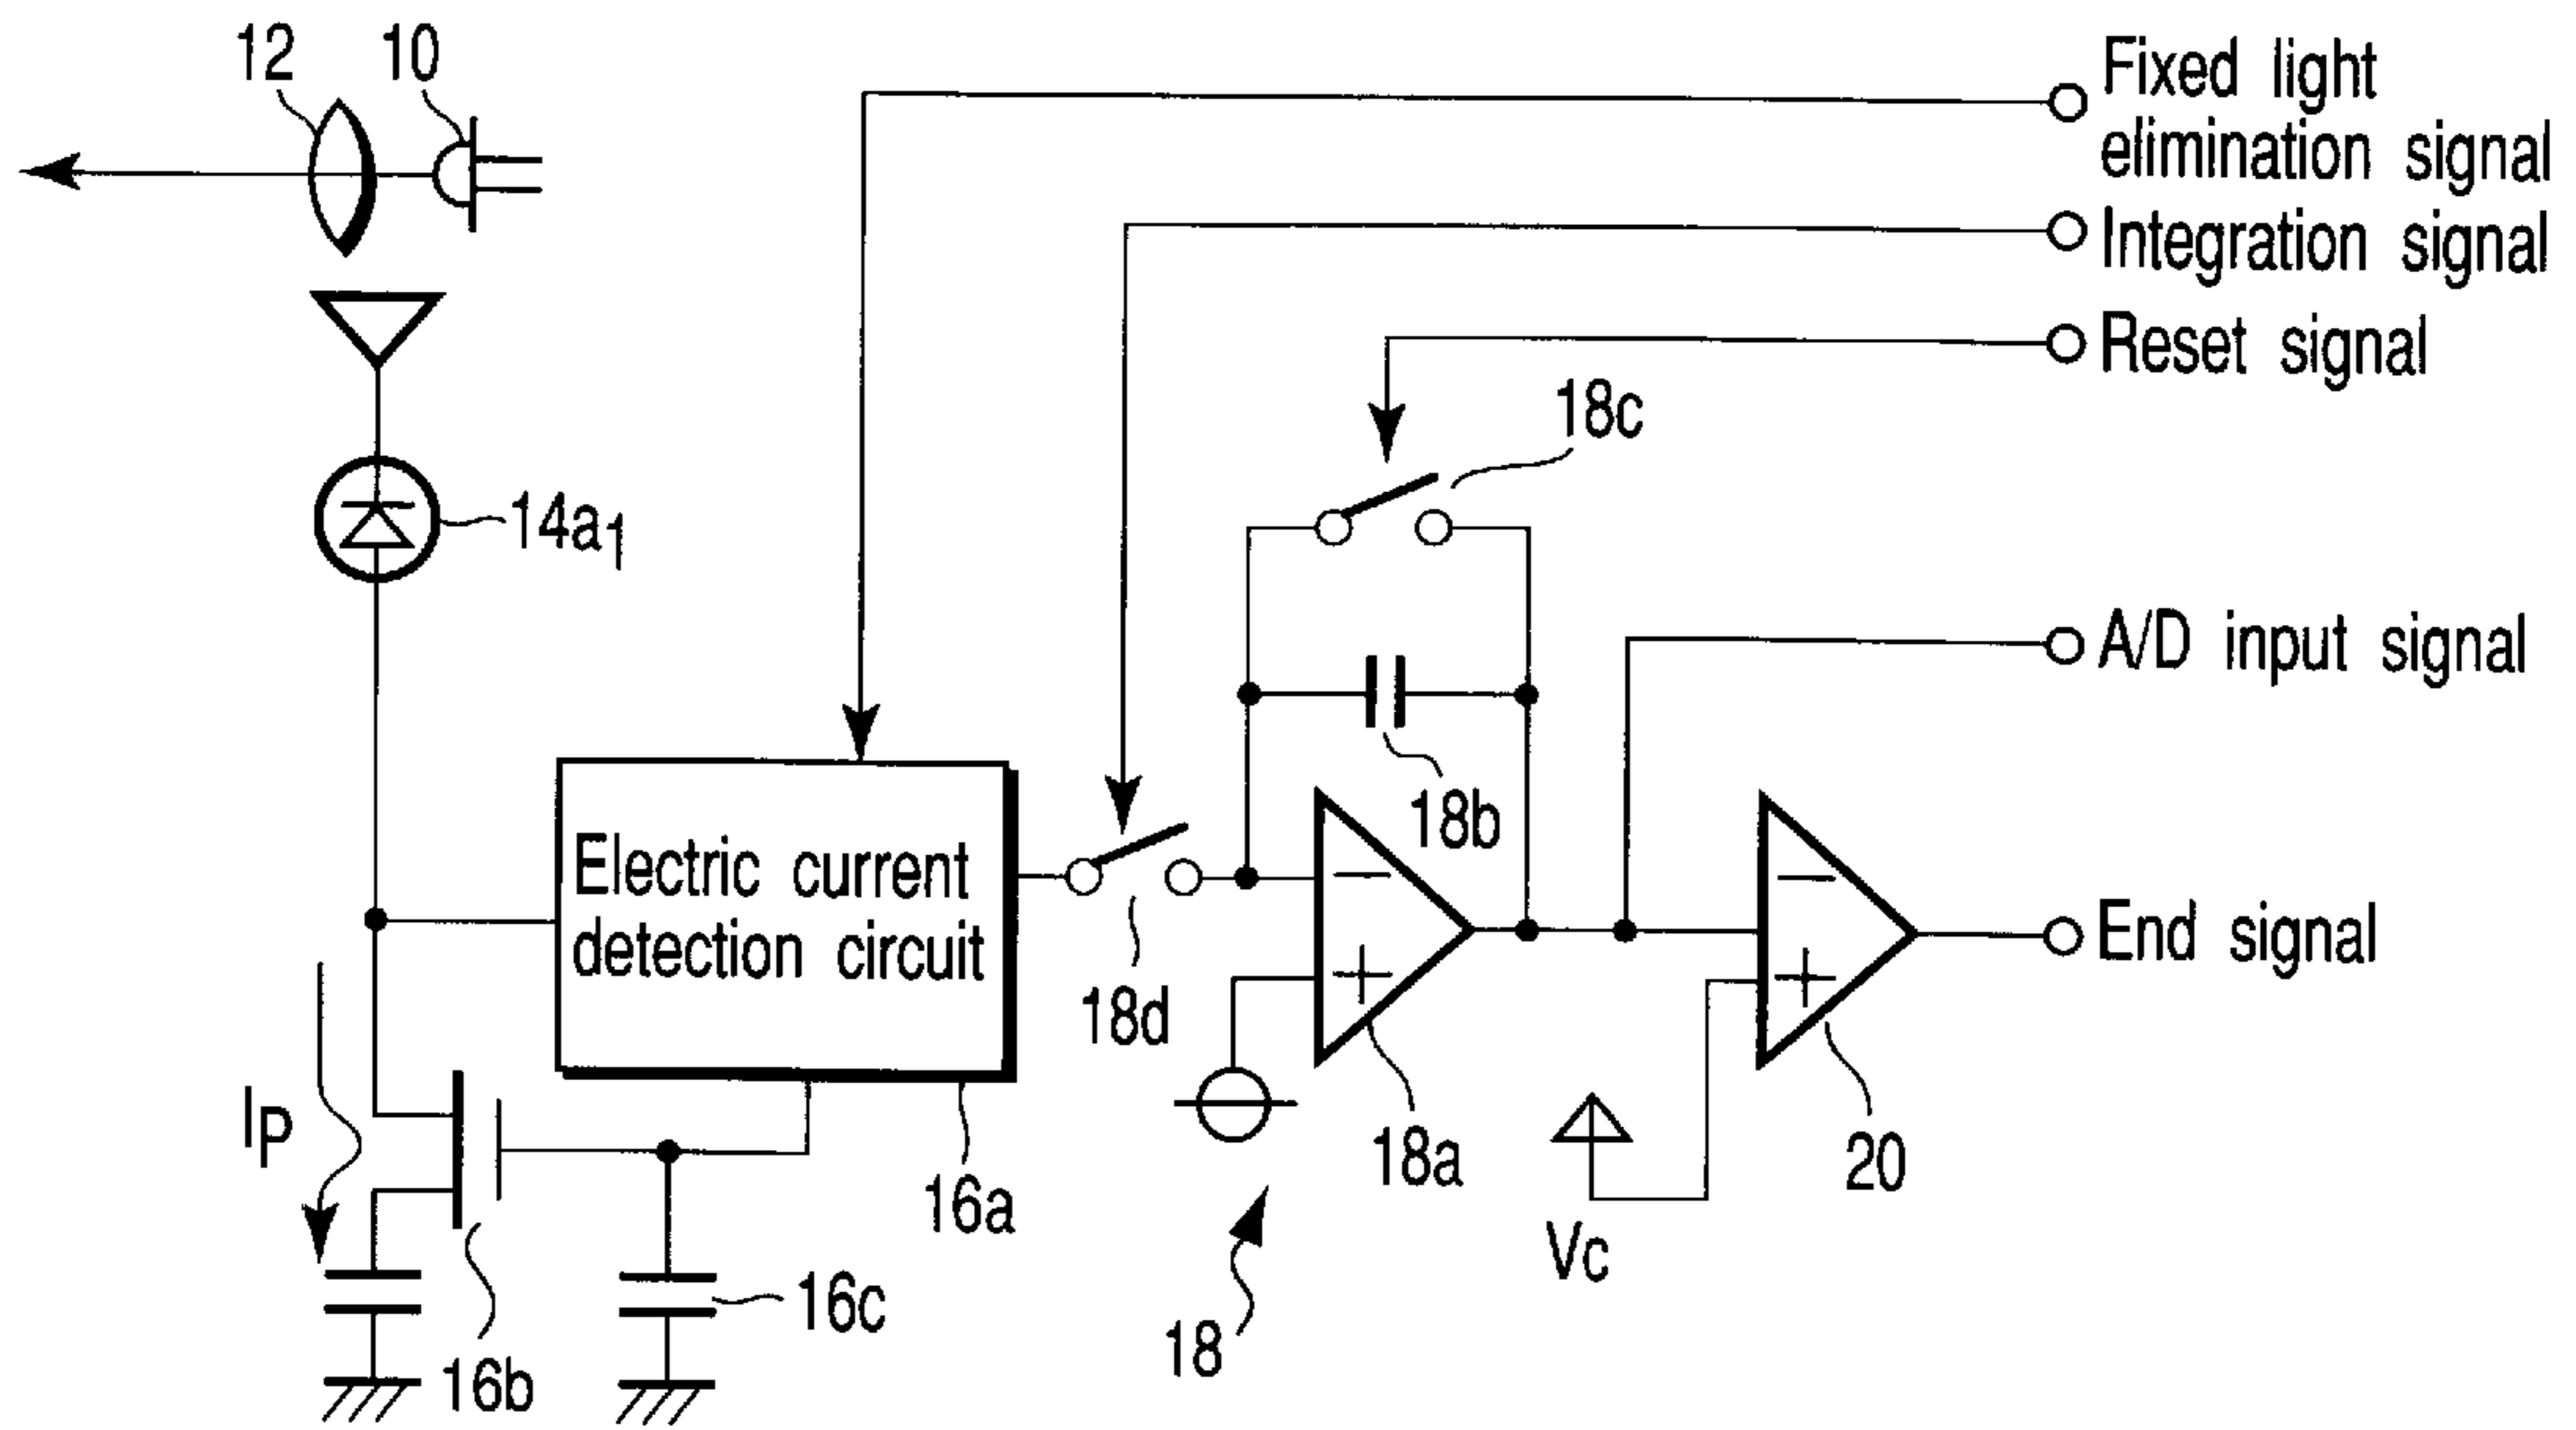 12
10
Fixed light
elimination signal
Integration signal
Reset signal
18c
14a1
A/D input signal
18b
Electric current
detection circuit
−
−
End signal
+
+
18d
IP
18a
20
16a
Vc
16c
18
16b